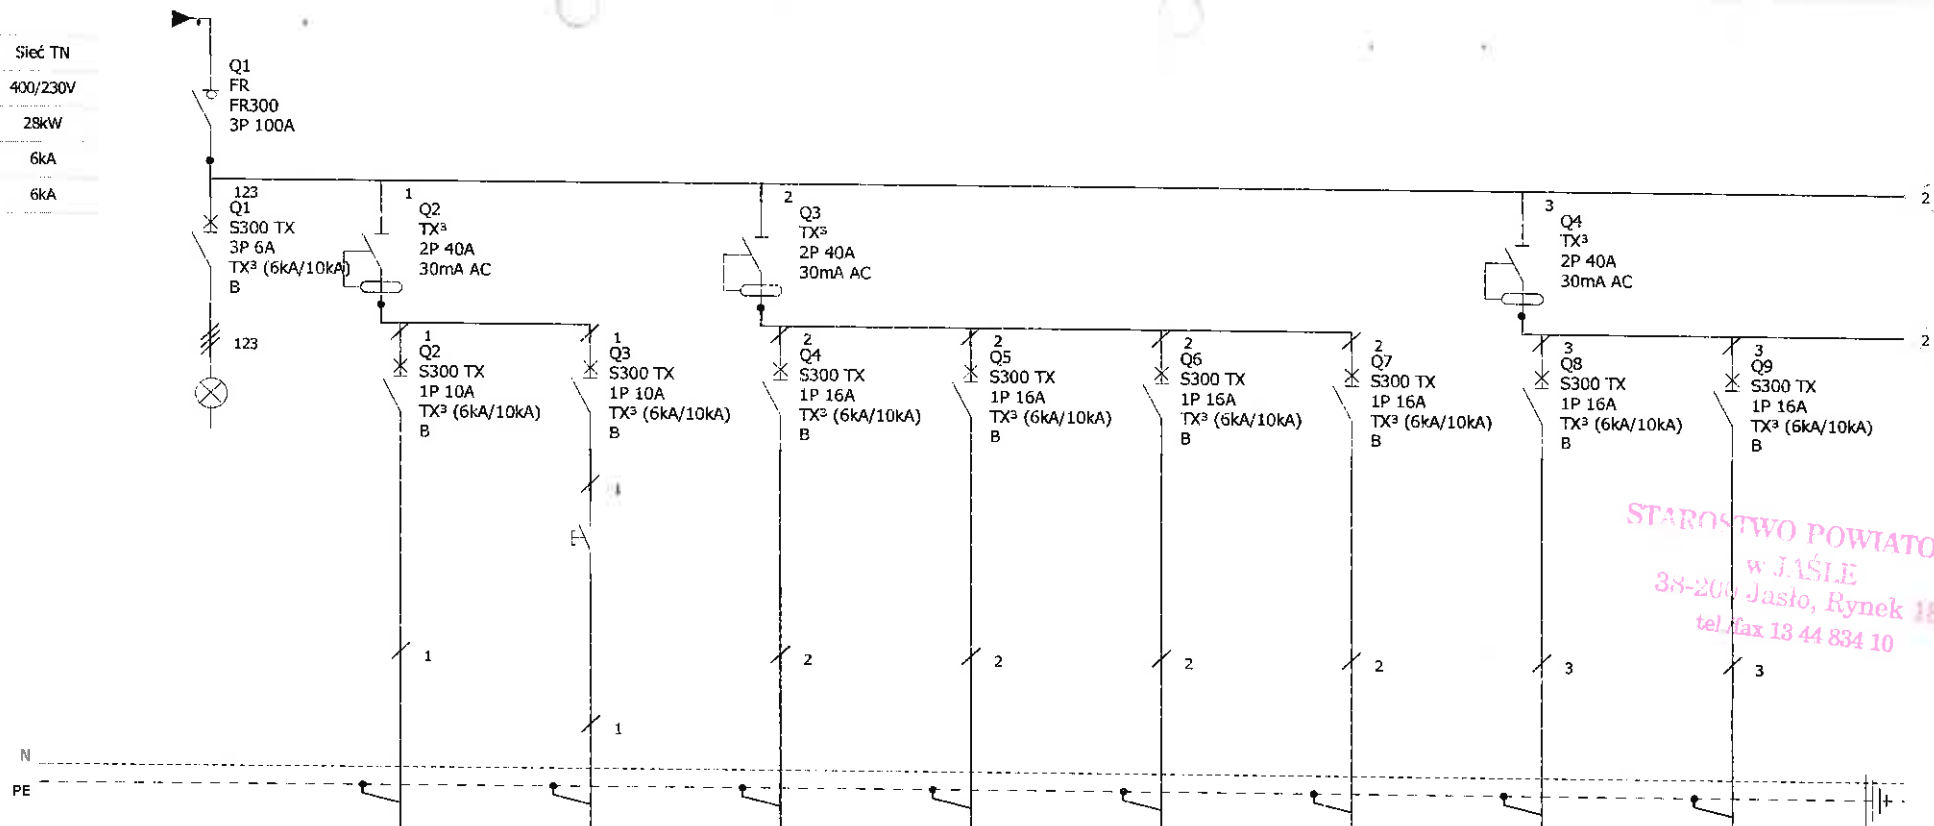 Sieć TN
400/230V
28kW
6kA
6kA
Q1
FR
FR300
3P 100A
123
Q1
S300 TX
3P 6A
TX³ (6kA/10kA)
B
123
1
Q2
TX³
2P 40A
30mA AC
2
Q3
TX³
2P 40A
30mA AC
3
Q4
TX³
2P 40A
30mA AC
2
2
1
Q2
S300 TX
1P 10A
TX³ (6kA/10kA)
B
1
Q3
S300 TX
1P 10A
TX³ (6kA/10kA)
B
2
Q4
S300 TX
1P 16A
TX³ (6kA/10kA)
B
2
Q5
S300 TX
1P 16A
TX³ (6kA/10kA)
B
2
Q6
S300 TX
1P 16A
TX³ (6kA/10kA)
B
2
Q7
S300 TX
1P 16A
TX³ (6kA/10kA)
B
3
Q8
S300 TX
1P 16A
TX³ (6kA/10kA)
B
3
Q9
S300 TX
1P 16A
TX³ (6kA/10kA)
B
STAROSTWO POWIATO
w JAŚLE
38-200 Jasło, Rynek 18
tel./fax 13 44 834 10
1
2
2
2
2
3
3
1
N
PE